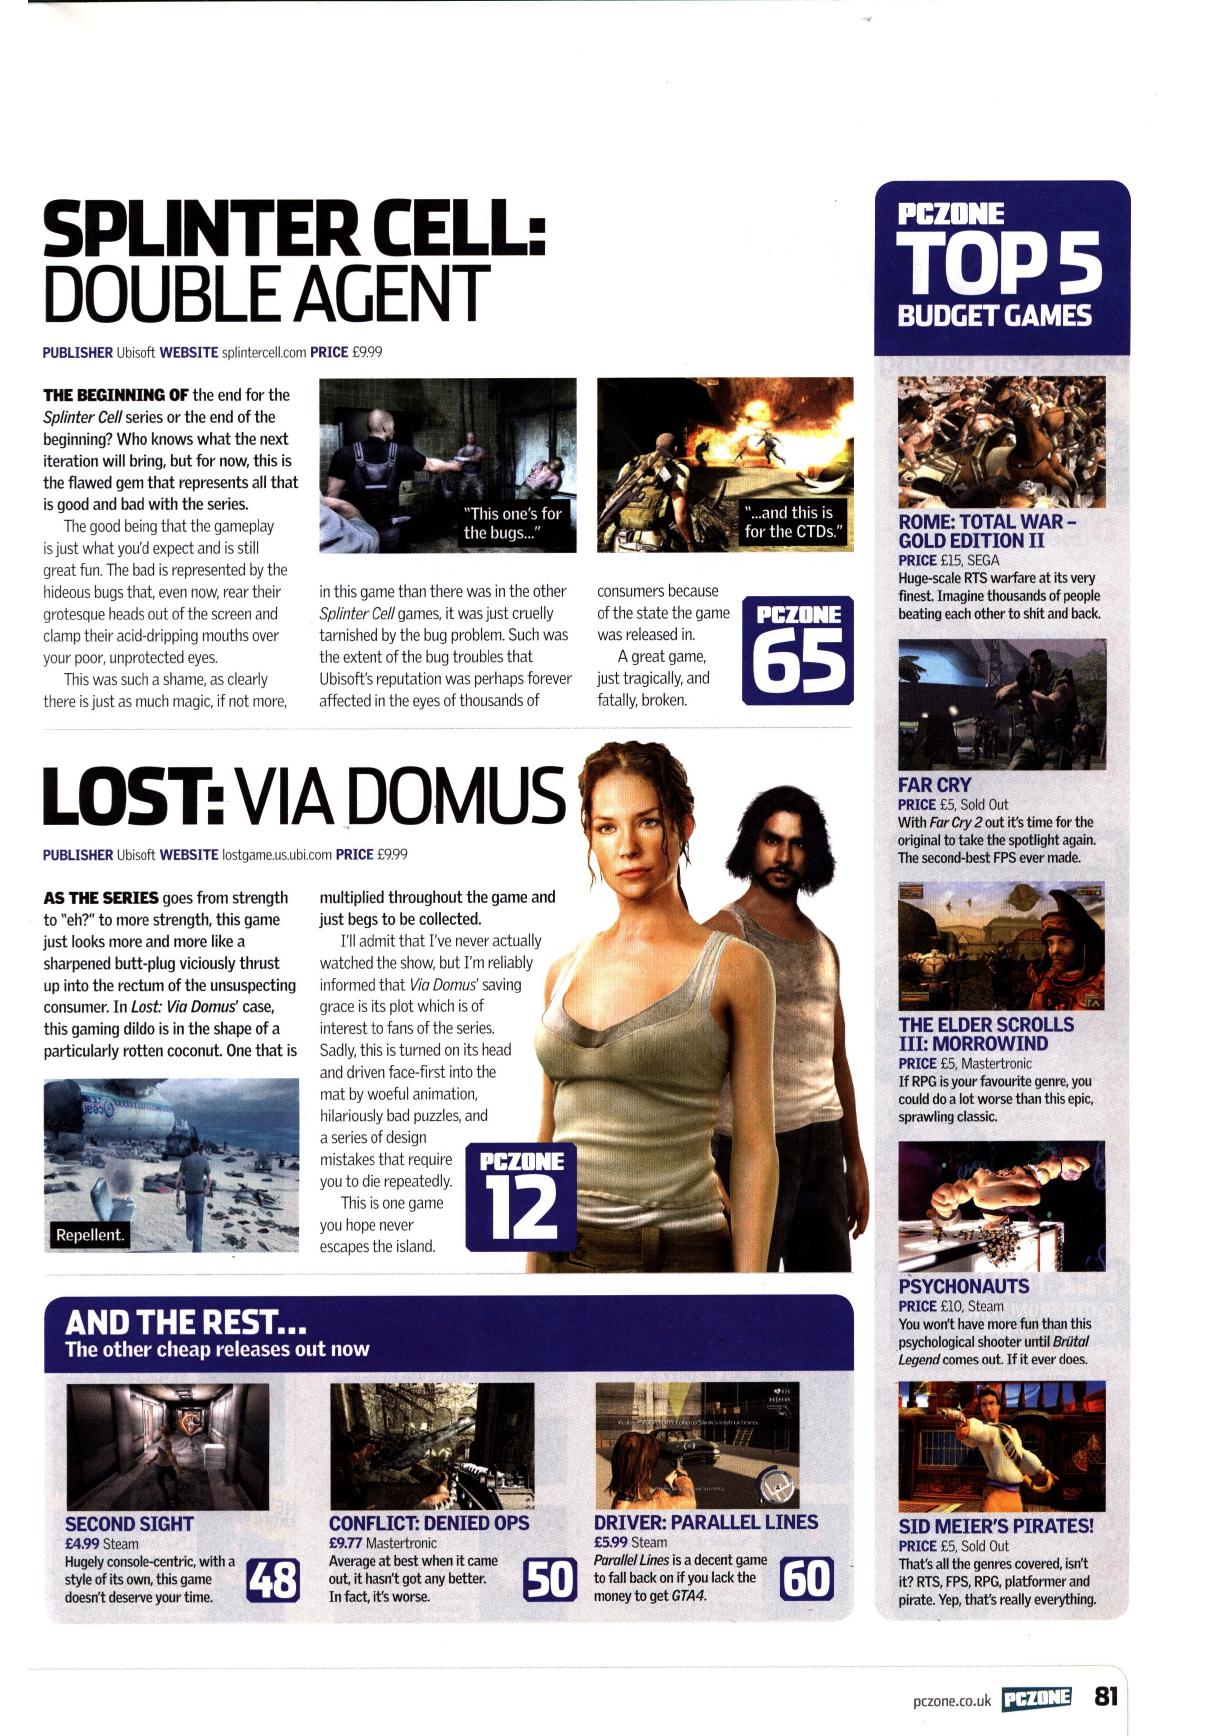 SPLINTER CELL:
DOUBLE AGENT
PUBLISHER Ubisoft WEBSITE splintercell.com PRICE £9.99
THE BEGINNING OF the end for the
Splinter Cell series or the end of the
beginning? Who knows what the next
iteration will bring, but for now, this is
the flawed gem that represents all that
is good and bad with the series.
The good being that the gameplay
is just what you'd expect and is still
great fun. The bad is represented by the
hideous bugs that, even now, rear their
grotesque heads out of the screen and
clamp their acid-dripping mouths over
your poor, unprotected eyes.
This was such a shame, as clearly
there is just as much magic, if not more,
"This one's for
the bugs..."
in this game than there was in the other
Splinter Cell games, it was just cruelly
tarnished by the bug problem. Such was
the extent of the bug troubles that
Ubisoft's reputation was perhaps forever
affected in the eyes of thousands of
"...and this is
for the CTDs."
consumers because
of the state the game
was released in.
A great game,
just tragically, and
fatally, broken.
PCZONE
65
LOST: VIA DOMUS
PUBLISHER Ubisoft WEBSITE lostgame.us.ubi.com PRICE £9.99
AS THE SERIES goes from strength
to "eh?" to more strength, this game
just looks more and more like a
sharpened butt-plug viciously thrust
up into the rectum of the unsuspecting
consumer. In Lost: Via Domus' case,
this gaming dildo is in the shape of a
particularly rotten coconut. One that is
Repellent.
multiplied throughout the game and
just begs to be collected.
I'll admit that I've never actually
watched the show, but I'm reliably
informed that Via Domus' saving
grace is its plot which is of
interest to fans of the series.
Sadly, this is turned on its head
and driven face-first into the
mat by woeful animation,
hilariously bad puzzles, and
a series of design
mistakes that require
you to die repeatedly.
This is one game
you hope never
escapes the island.
PCZONE
12
AND THE REST...
The other cheap releases out now
SECOND SIGHT
£4.99 Steam
Hugely console-centric, with a
style of its own, this game
doesn't deserve your time.
48
CONFLICT: DENIED OPS
£9.77 Mastertronic
Average at best when it came
out, it hasn't got any better.
In fact, it's worse.
50
DRIVER: PARALLEL LINES
£5.99 Steam
Parallel Lines is a decent game
to fall back on if you lack the
money to get GTA4.
60
PCZONE
TOP 5
BUDGET GAMES
ROME: TOTAL WAR –
GOLD EDITION II
PRICE £15, SEGA
Huge-scale RTS warfare at its very
finest. Imagine thousands of people
beating each other to shit and back.
FAR CRY
PRICE £5, Sold Out
With Far Cry 2 out it's time for the
original to take the spotlight again.
The second-best FPS ever made.
THE ELDER SCROLLS
III: MORROWIND
PRICE £5, Mastertronic
If RPG is your favourite genre, you
could do a lot worse than this epic,
sprawling classic.
PSYCHONAUTS
PRICE £10, Steam
You won't have more fun than this
psychological shooter until Brütal
Legend comes out. If it ever does.
SID MEIER'S PIRATES!
PRICE £5, Sold Out
That's all the genres covered, isn't
it? RTS, FPS, RPG, platformer and
pirate. Yep, that's really everything.
pczone.co.uk PCZONE 81